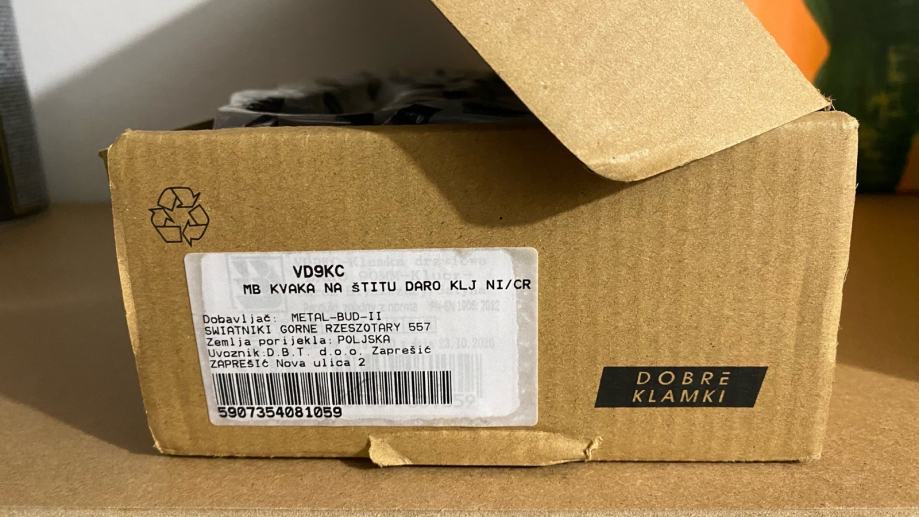 VD9KC
MB KVAKA NA šTITU DARO KLJ NI/CR
Dobavljač: METAL-BUD-II
SWIATNIKI GORNE RZESZOTARY 557
Zemlja porijekla: POLJSKA
Uvoznik:D.B.T. d.o.o. Zaprešić
ZAPREšIć Nova ulica 2
5907354081059
DOBRE
KLAMKI